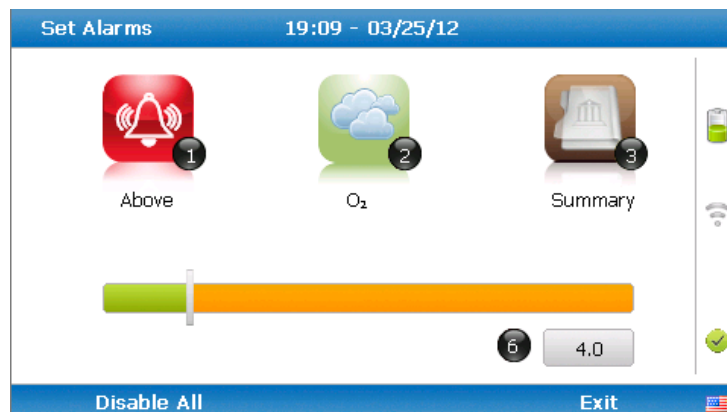 Set Alarms 19:09 - 03/25/12
1 2 3
Above O₂ Summary
6 4.0
Disable All Exit